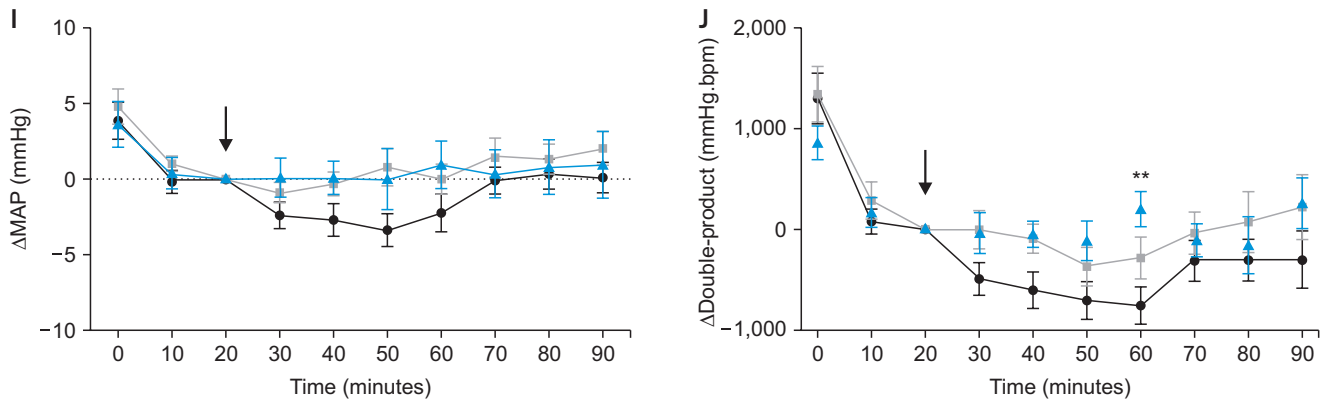 I
10
5
0
−5
−10
ΔMAP (mmHg)
0 10 20 30 40 50 60 70 80 90
Time (minutes)
J
2,000
1,000
0
−1,000
ΔDouble-product (mmHg.bpm)
**
0 10 20 30 40 50 60 70 80 90
Time (minutes)